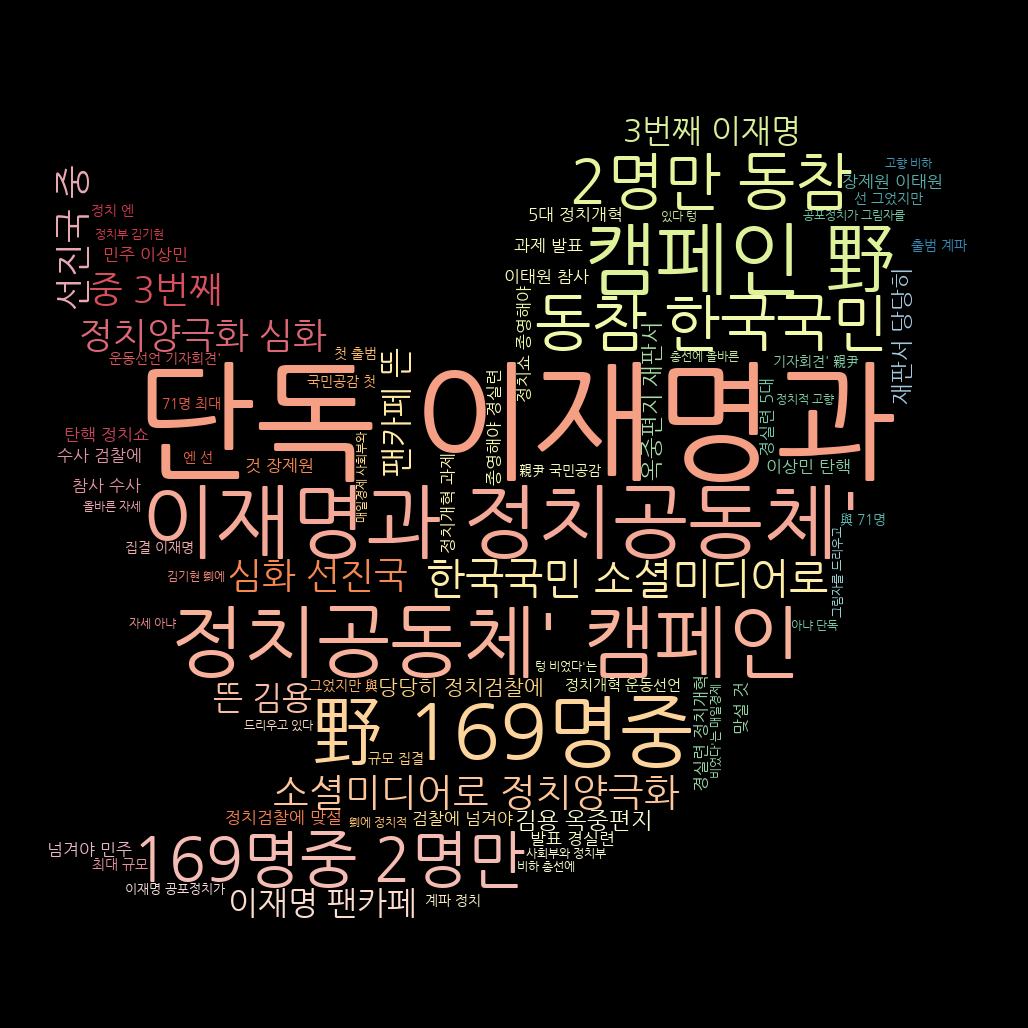 3번째 이재명
2명만 동참
고향 비하
장제원 이태원
선 그었지만
선진국 중
정치 엔
5대 정치개혁
있다 텅
공포정치가 그림자를
정치부 김기현
캠페인 野
과제 발표
출범 계파
민주 이상민
이태원 참사
중 3번째
재판서 당당히
동참 한국국민
정치쇼 종영해야
정치양극화 심화
옥중편지 재판서
첫 출범
팬카페 뜬
총선에 올바른
운동선언 기자회견'
기자회견' 親尹
국민공감 첫
단독 이재명과
종영해야 경실련
71명 최대
경실련 5대
정치적 고향
탄핵 정치쇼
매일경제 사회부와
수사 검찰에
엔 선
것 장제원
정치개혁 과제
親尹 국민공감
이상민 탄핵
참사 수사
이재명과 정치공동체'
올바른 자세
與 71명
집결 이재명
그림자를 드리우고
김기현 劉에
심화 선진국
한국국민 소셜미디어로
정치공동체' 캠페인
자세 아냐
아냐 단독
텅 비었다'는
뜬 김용
그었지만 與
당당히 정치검찰에
정치개혁 운동선언
경실련 정치개혁
비었다'는 매일경제
맞설 것
드리우고 있다
野 169명중
규모 집결
소셜미디어로 정치양극화
정치검찰에 맞설
劉에 정치적
검찰에 넘겨야
김용 옥중편지
넘겨야 민주
169명중 2명만
발표 경실련
사회부와 정치부
최대 규모
비하 총선에
이재명 공포정치가
이재명 팬카페
계파 정치